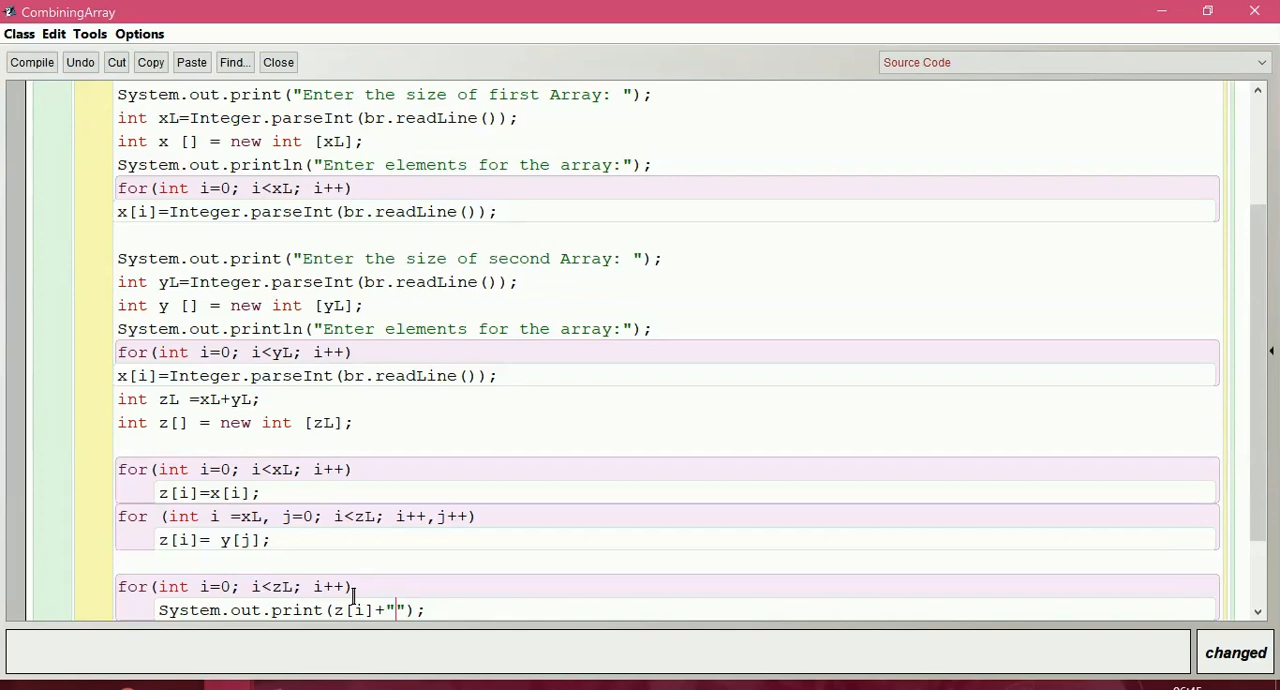 CombiningArray
Class Edit Tools Options
Compile Undo Cut Copy Paste Find... Close Source Code
System.out.print("Enter the size of first Array: ");
int xL=Integer.parseInt(br.readLine());
int x [] = new int [xL];
System.out.println("Enter elements for the array:");
for(int i=0; i<xL; i++)
x[i]=Integer.parseInt(br.readLine());
System.out.print("Enter the size of second Array: ");
int yL=Integer.parseInt(br.readLine());
int y [] = new int [yL];
System.out.println("Enter elements for the array:");
for(int i=0; i<yL; i++)
x[i]=Integer.parseInt(br.readLine());
int zL =xL+yL;
int z[] = new int [zL];
for(int i=0; i<xL; i++)
z[i]=x[i];
for (int i =xL, j=0; i<zL; i++,j++)
z[i]= y[j];
for(int i=0; i<zL; i++)
System.out.print(z[i]+"");
changed